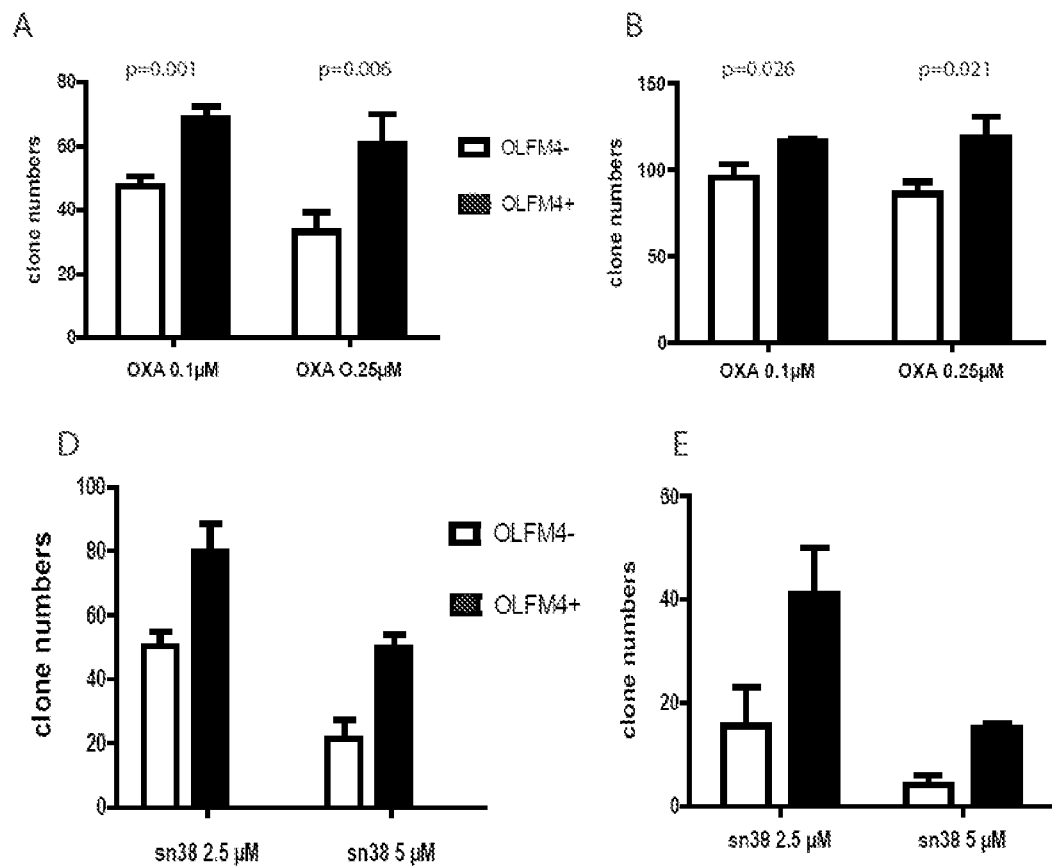 A
p=0.001 p=0.006
80
60
40
20
0
clone numbers
OXA 0.1µM OXA 0.25µM
OLFM4-
OLFM4+
B
p=0.026 p=0.021
150
100
50
0
clone numbers
OXA 0.1µM OXA 0.25µM
D
100
80
60
40
20
0
clone numbers
sn38 2.5 µM sn38 5 µM
OLFM4-
OLFM4+
E
60
40
20
0
clone numbers
sn38 2.5 µM sn38 5 µM